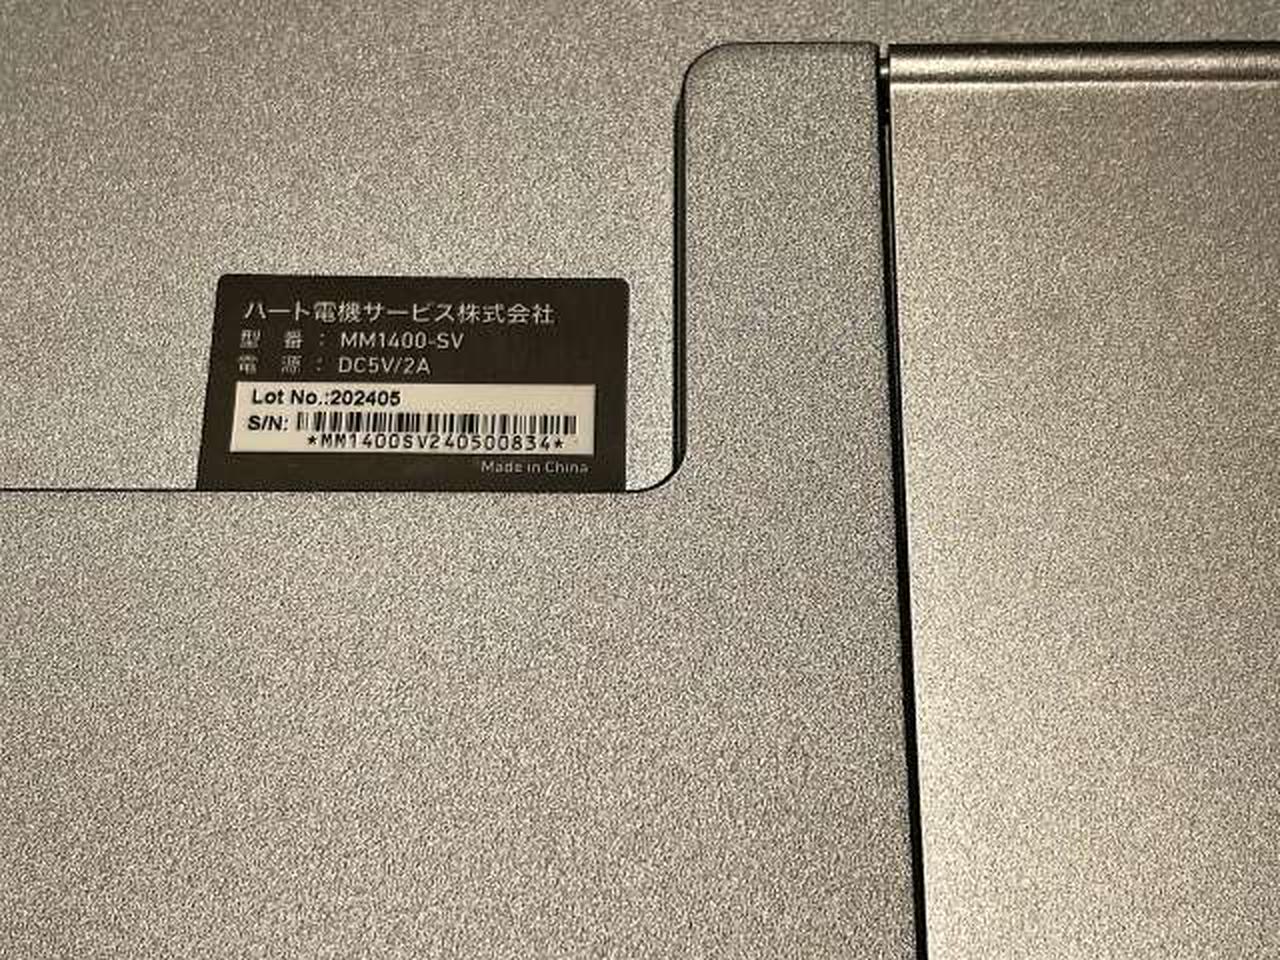 ハート電機サービス株式会社
型 番 : MM1400-SV
電 源 : DC5V/2A
Lot No.:202405
S/N:
*MM1400SV240500834*
Made in China